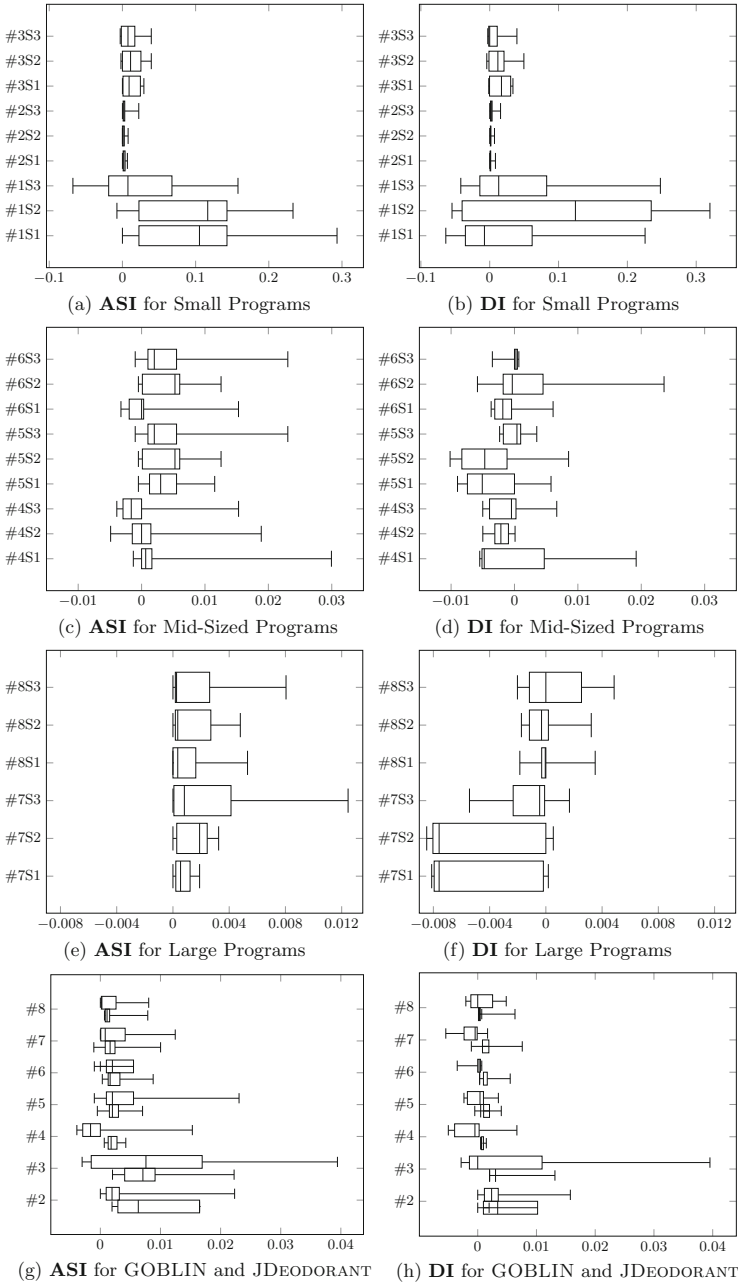 #3S3
#3S2
#3S1
#2S3
#2S2
#2S1
#1S3
#1S2
#1S1
−0.1 0 0.1 0.2 0.3
(a) ASI for Small Programs
#3S3
#3S2
#3S1
#2S3
#2S2
#2S1
#1S3
#1S2
#1S1
−0.1 0 0.1 0.2 0.3
(b) DI for Small Programs
#6S3
#6S2
#6S1
#5S3
#5S2
#5S1
#4S3
#4S2
#4S1
−0.01 0 0.01 0.02 0.03
(c) ASI for Mid-Sized Programs
#6S3
#6S2
#6S1
#5S3
#5S2
#5S1
#4S3
#4S2
#4S1
−0.01 0 0.01 0.02 0.03
(d) DI for Mid-Sized Programs
#8S3
#8S2
#8S1
#7S3
#7S2
#7S1
−0.008 −0.004 0 0.004 0.008 0.012
(e) ASI for Large Programs
#8S3
#8S2
#8S1
#7S3
#7S2
#7S1
−0.008 −0.004 0 0.004 0.008 0.012
(f) DI for Large Programs
#8
#7
#6
#5
#4
#3
#2
0 0.01 0.02 0.03 0.04
(g) ASI for GOBLIN and JDEODORANT
#8
#7
#6
#5
#4
#3
#2
0 0.01 0.02 0.03 0.04
(h) DI for GOBLIN and JDEODORANT